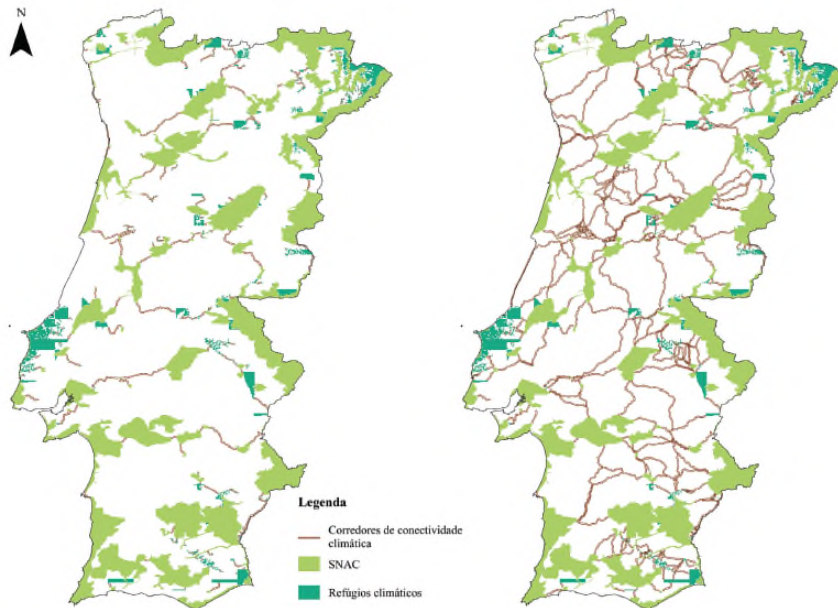 N
Legenda
Corredores de conectividade
climática
SNAC
Refúgios climáticos